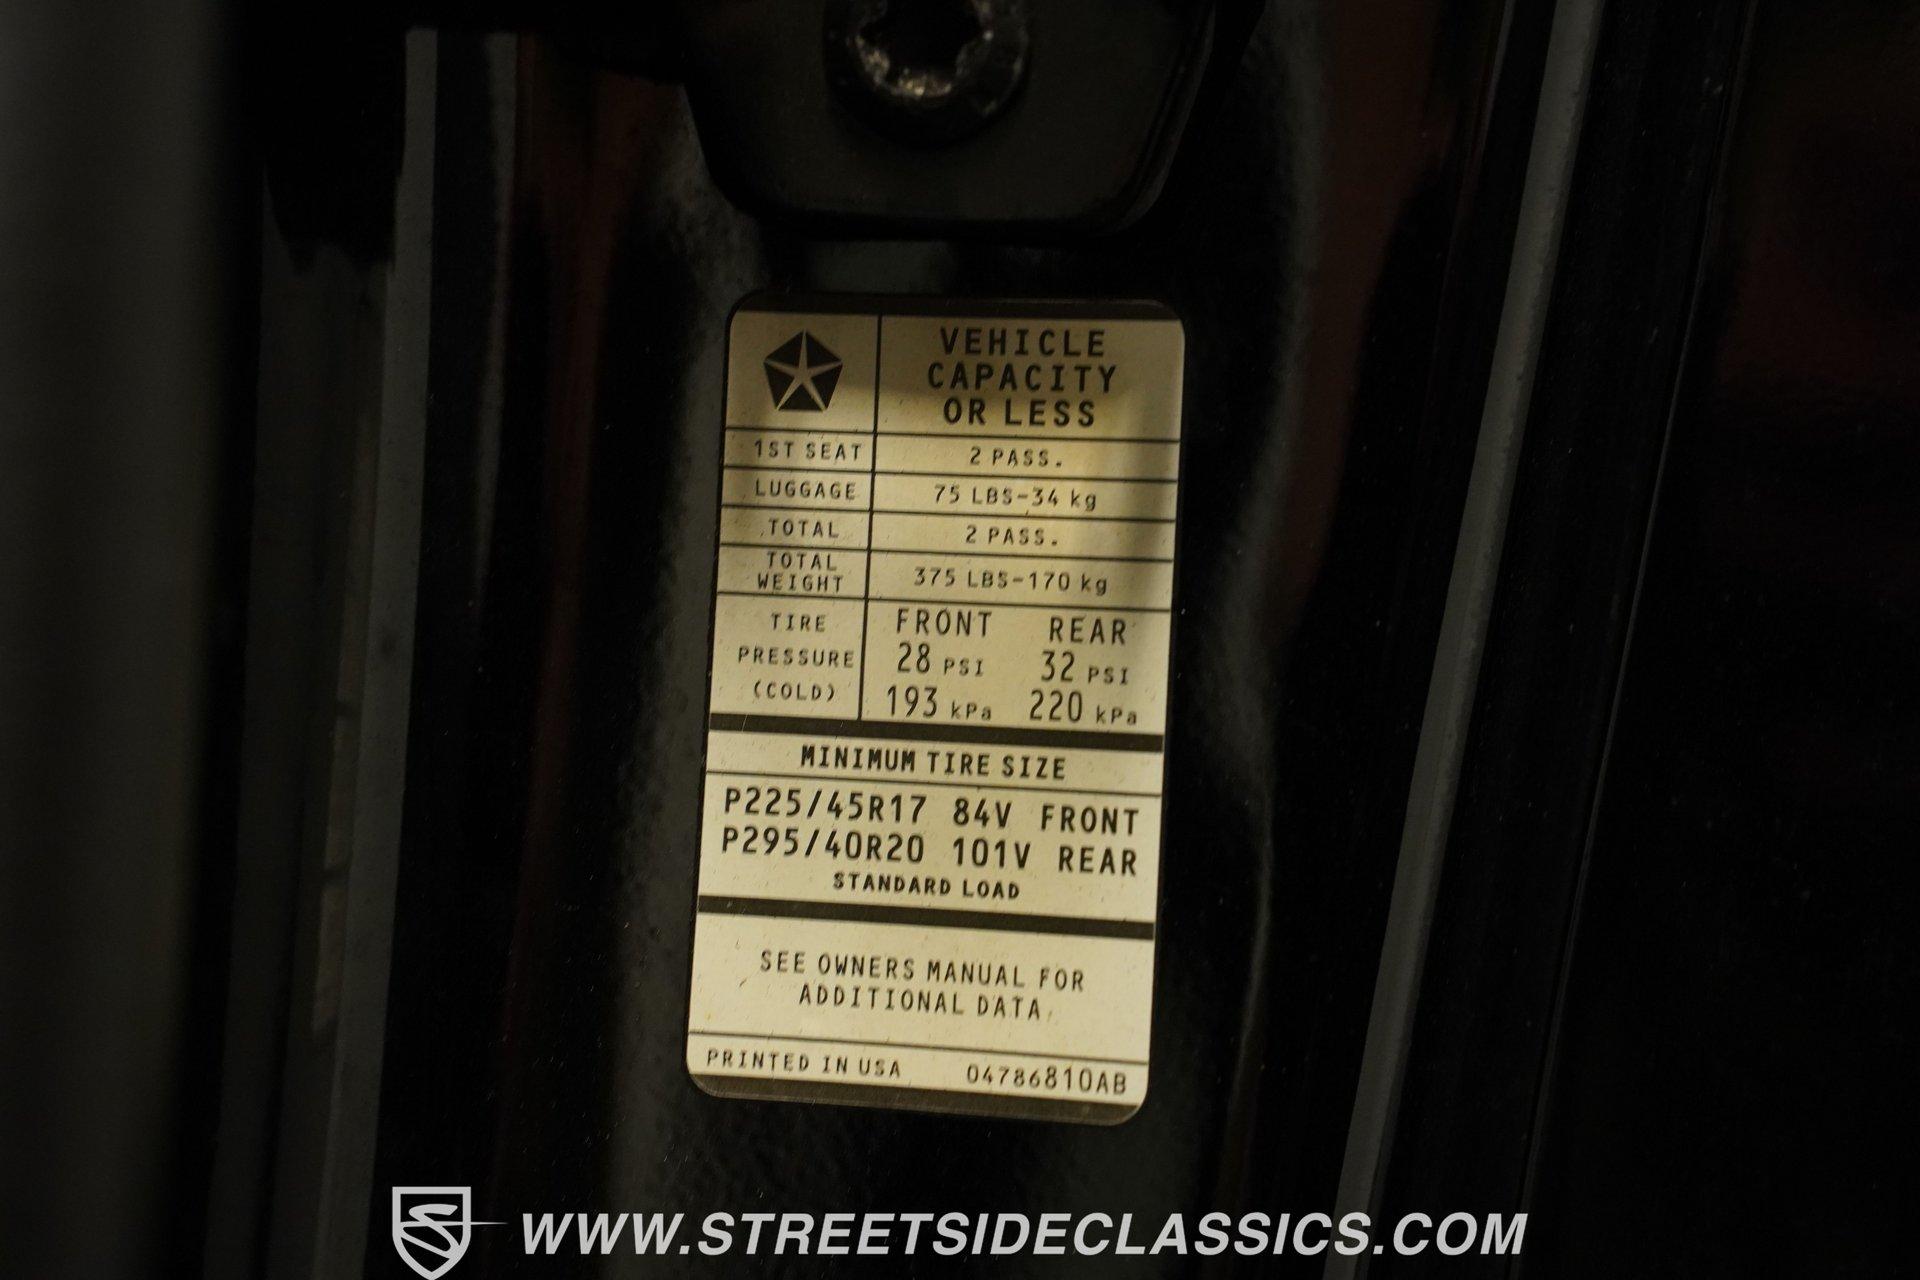 VEHICLE
CAPACITY
OR LESS
1ST SEAT 2 PASS.
LUGGAGE 75 LBS-34 kg
TOTAL 2 PASS.
TOTAL
WEIGHT 375 LBS-170 kg
TIRE FRONT REAR
PRESSURE 28 PSI 32 PSI
(COLD) 193 kPa 220 kPa
MINIMUM TIRE SIZE
P225/45R17 84V FRONT
P295/40R20 101V REAR
STANDARD LOAD
SEE OWNERS MANUAL FOR
ADDITIONAL DATA.
PRINTED IN USA 04786810AB
WWW.STREETSIDECLASSICS.COM